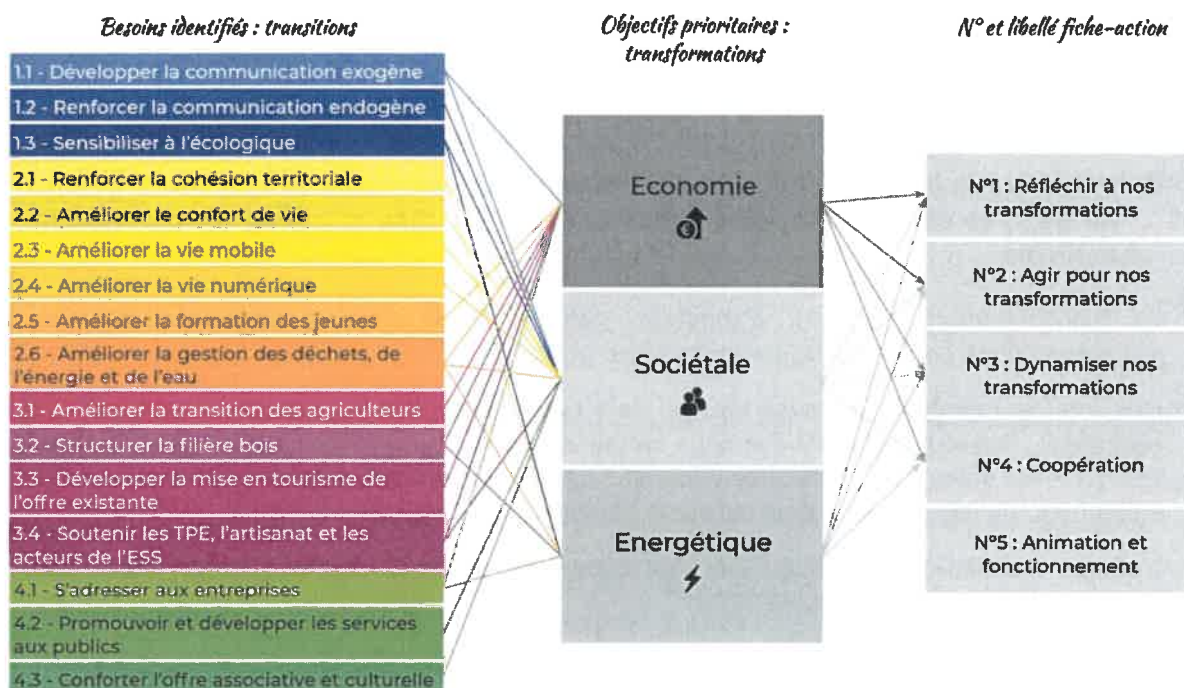 Besoins identifiés : transitions
1.1 - Développer la communication exogène
1.2 - Renforcer la communication endogène
1.3 - Sensibiliser à l'écologique
2.1 - Renforcer la cohésion territoriale
2.2 - Améliorer le confort de vie
2.3 - Améliorer la vie mobile
2.4 - Améliorer la vie numérique
2.5 - Améliorer la formation des jeunes
2.6 - Améliorer la gestion des déchets, de
l'énergie et de l'eau
3.1 - Améliorer la transition des agriculteurs
3.2 - Structurer la filière bois
3.3 - Développer la mise en tourisme de
l'offre existante
3.4 - Soutenir les TPE, l'artisanat et les
acteurs de l'ESS
4.1 - S'adresser aux entreprises
4.2 - Promouvoir et développer les services
aux publics
4.3 - Conforter l'offre associative et culturelle
Objectifs prioritaires :
transformations
Economie
Sociétale
Energétique
N° et libellé fiche-action
N°1 : Réfléchir à nos
transformations
N°2 : Agir pour nos
transformations
N°3 : Dynamiser nos
transformations
N°4 : Coopération
N°5 : Animation et
fonctionnement